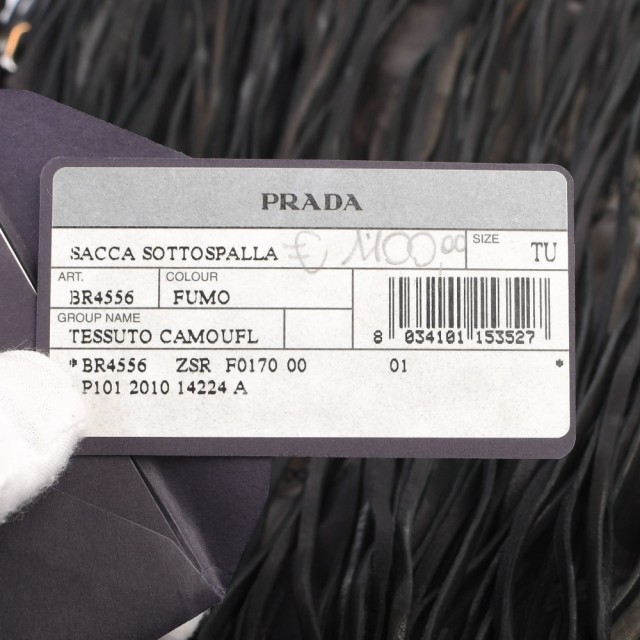 PRADA
SACCA SOTTOSPALLA € 1100,00 SIZE TU
ART. COLOUR
BR4556 FUMO
GROUP NAME
TESSUTO CAMOUFL
8 034101 153527
*BR4556 ZSR F0170 00 01 *
P101 2010 14224 A